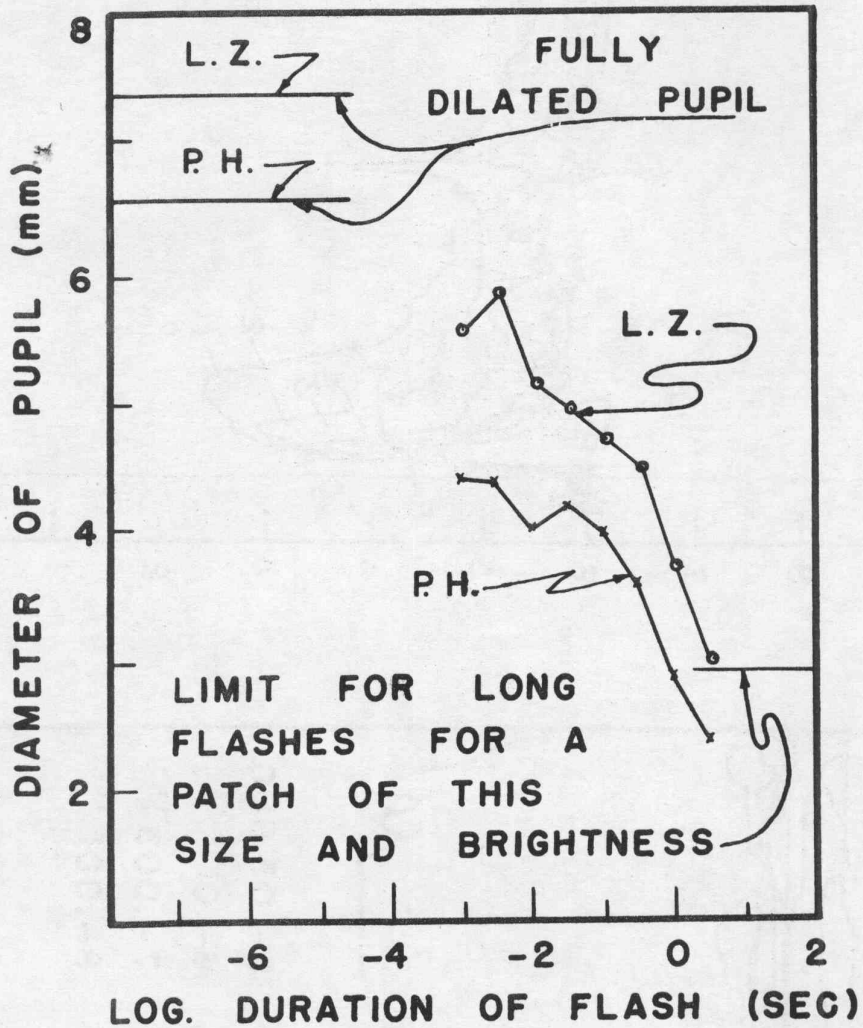 8
L. Z.
FULLY
DILATED PUPIL
P. H.
6
L. Z.
4
P. H.
LIMIT FOR LONG
FLASHES FOR A
PATCH OF THIS
SIZE AND BRIGHTNESS
2
-6 -4 -2 0 2
LOG. DURATION OF FLASH (SEC)
DIAMETER OF PUPIL (mm)